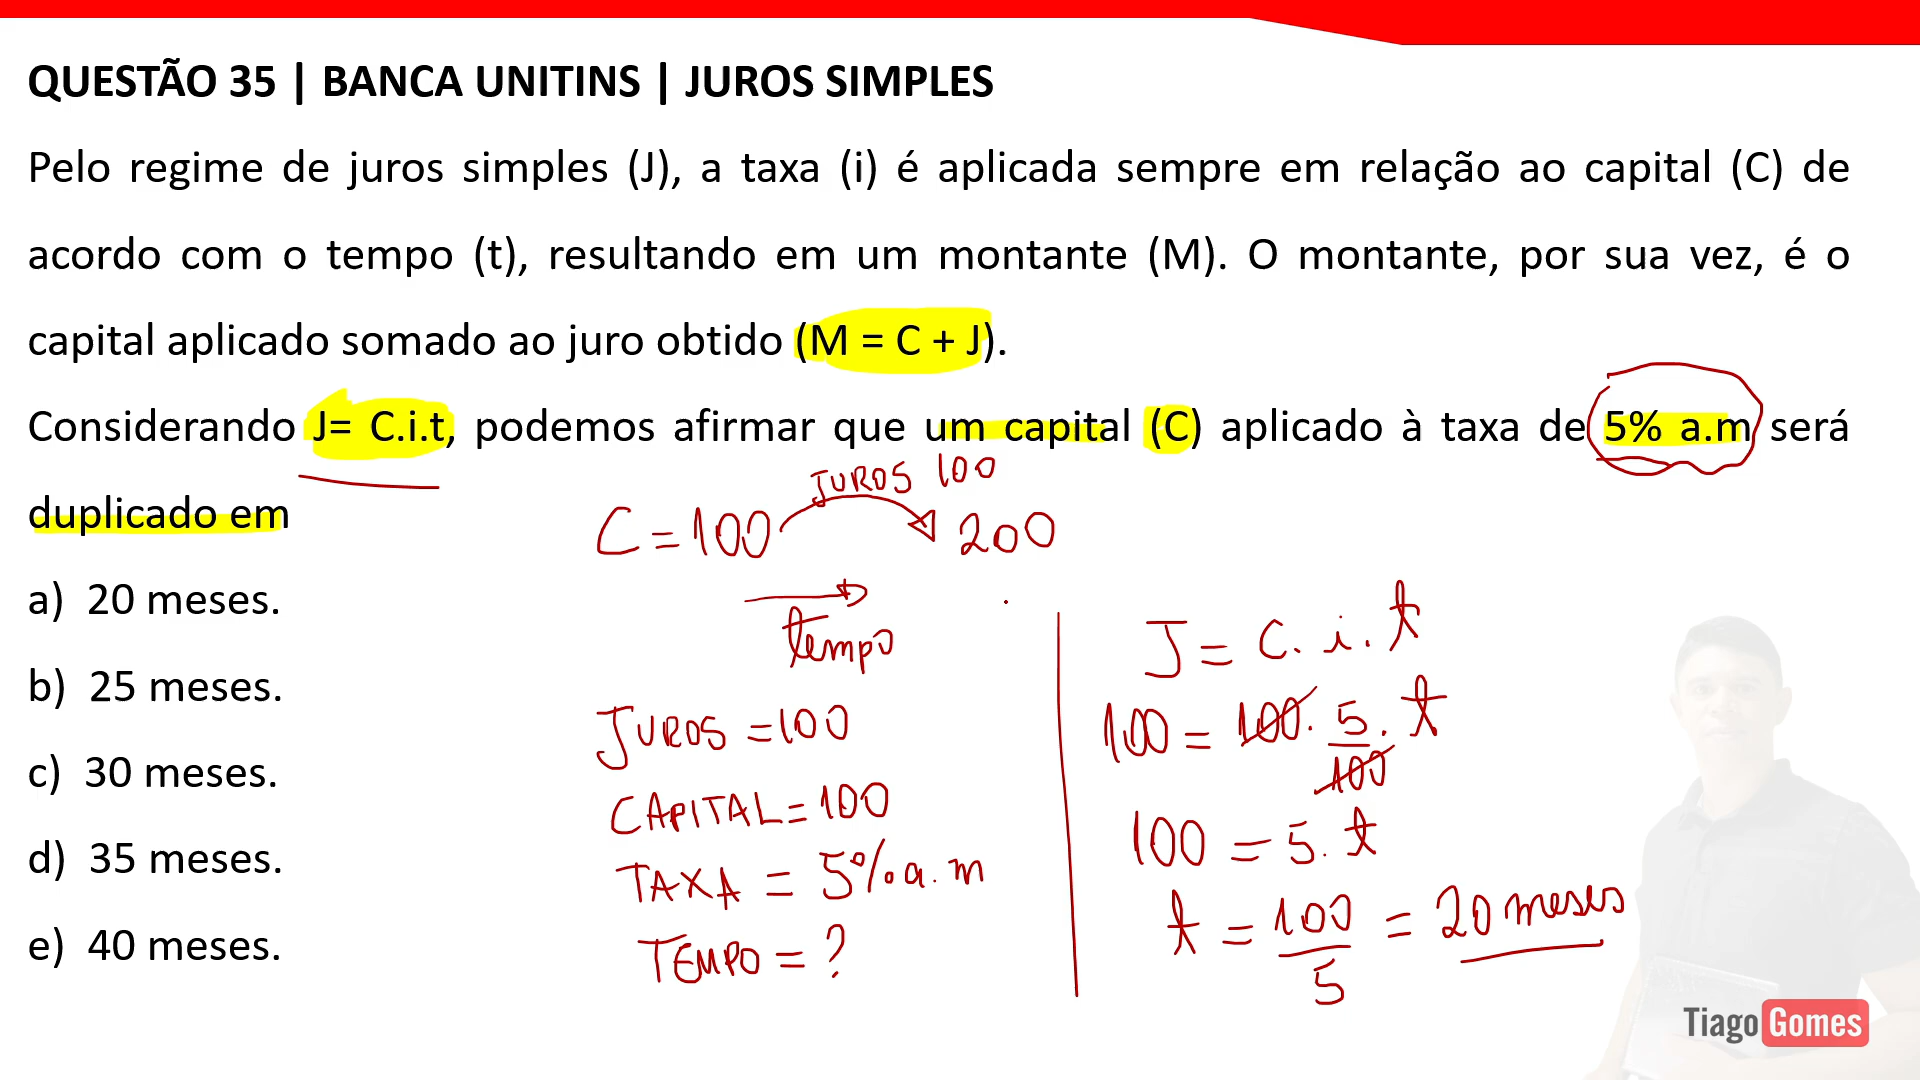 QUESTÃO 35 | BANCA UNITINS | JUROS SIMPLES
Pelo regime de juros simples (J), a taxa (i) é aplicada sempre em relação ao capital (C) de
acordo com o tempo (t), resultando em um montante (M). O montante, por sua vez, é o
capital aplicado somado ao juro obtido (M = C + J).
Considerando J= C.i.t, podemos afirmar que um capital (C) aplicado à taxa de 5% a.m será
duplicado em
a) 20 meses.
b) 25 meses.
c) 30 meses.
d) 35 meses.
e) 40 meses.
JUROS 100
C = 100 200
tempo
JUROS = 100
CAPITAL = 100
TAXA = 5% a.m
TEMPO = ?
J = C. i. t
100 = 100. 5/100. t
100 = 5. t
t = 100/5 = 20 meses
Tiago Gomes